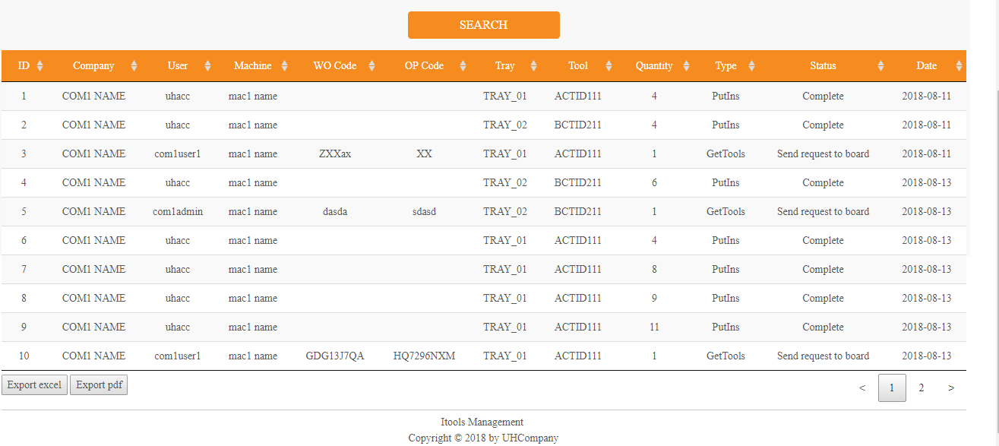 SEARCH
ID Company User Machine WO Code OP Code Tray Tool Quantity Type Status Date
1 COM1 NAME uhacc mac1 name TRAY_01 ACTID111 4 PutIns Complete 2018-08-11
2 COM1 NAME uhacc mac1 name TRAY_02 BCTID211 4 PutIns Complete 2018-08-11
3 COM1 NAME com1user1 mac1 name ZXXax XX TRAY_01 ACTID111 1 GetTools Send request to board 2018-08-11
4 COM1 NAME uhacc mac1 name TRAY_02 BCTID211 6 PutIns Complete 2018-08-13
5 COM1 NAME com1admin mac1 name dasda sdasd TRAY_02 BCTID211 1 GetTools Send request to board 2018-08-13
6 COM1 NAME uhacc mac1 name TRAY_01 ACTID111 4 PutIns Complete 2018-08-13
7 COM1 NAME uhacc mac1 name TRAY_01 ACTID111 8 PutIns Complete 2018-08-13
8 COM1 NAME uhacc mac1 name TRAY_01 ACTID111 9 PutIns Complete 2018-08-13
9 COM1 NAME uhacc mac1 name TRAY_01 ACTID111 11 PutIns Complete 2018-08-13
10 COM1 NAME com1user1 mac1 name GDG13J7QA HQ7296NXM TRAY_01 ACTID111 1 GetTools Send request to board 2018-08-13
Export excel Export pdf < 1 2 >
Itools Management
Copyright © 2018 by UHCompany